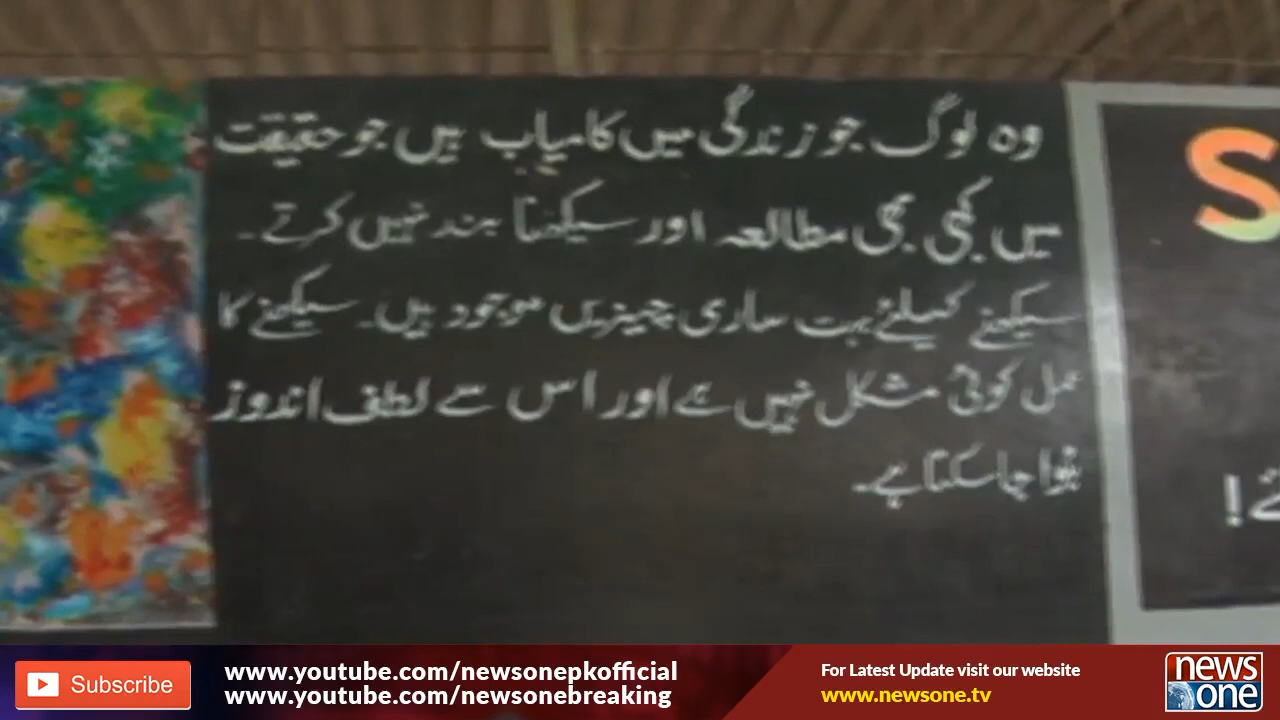 وہ لوگ جو زندگی میں کامیاب ہیں جو حقیقت
میں کبھی بھی مطالعہ اور سیکھنا بند نہیں کرتے۔
سیکھنے کیلئے بہت ساری چیزیں موجود ہیں۔ سیکھنے کا
عمل کوئی مشکل نہیں ہے اور اس سے لطف اندوز
ہُوا جا سکتا ہے۔
S
!
Subscribe
www.youtube.com/newsonepkofficial
www.youtube.com/newsonebreaking
For Latest Update visit our website
www.newsone.tv
news
one